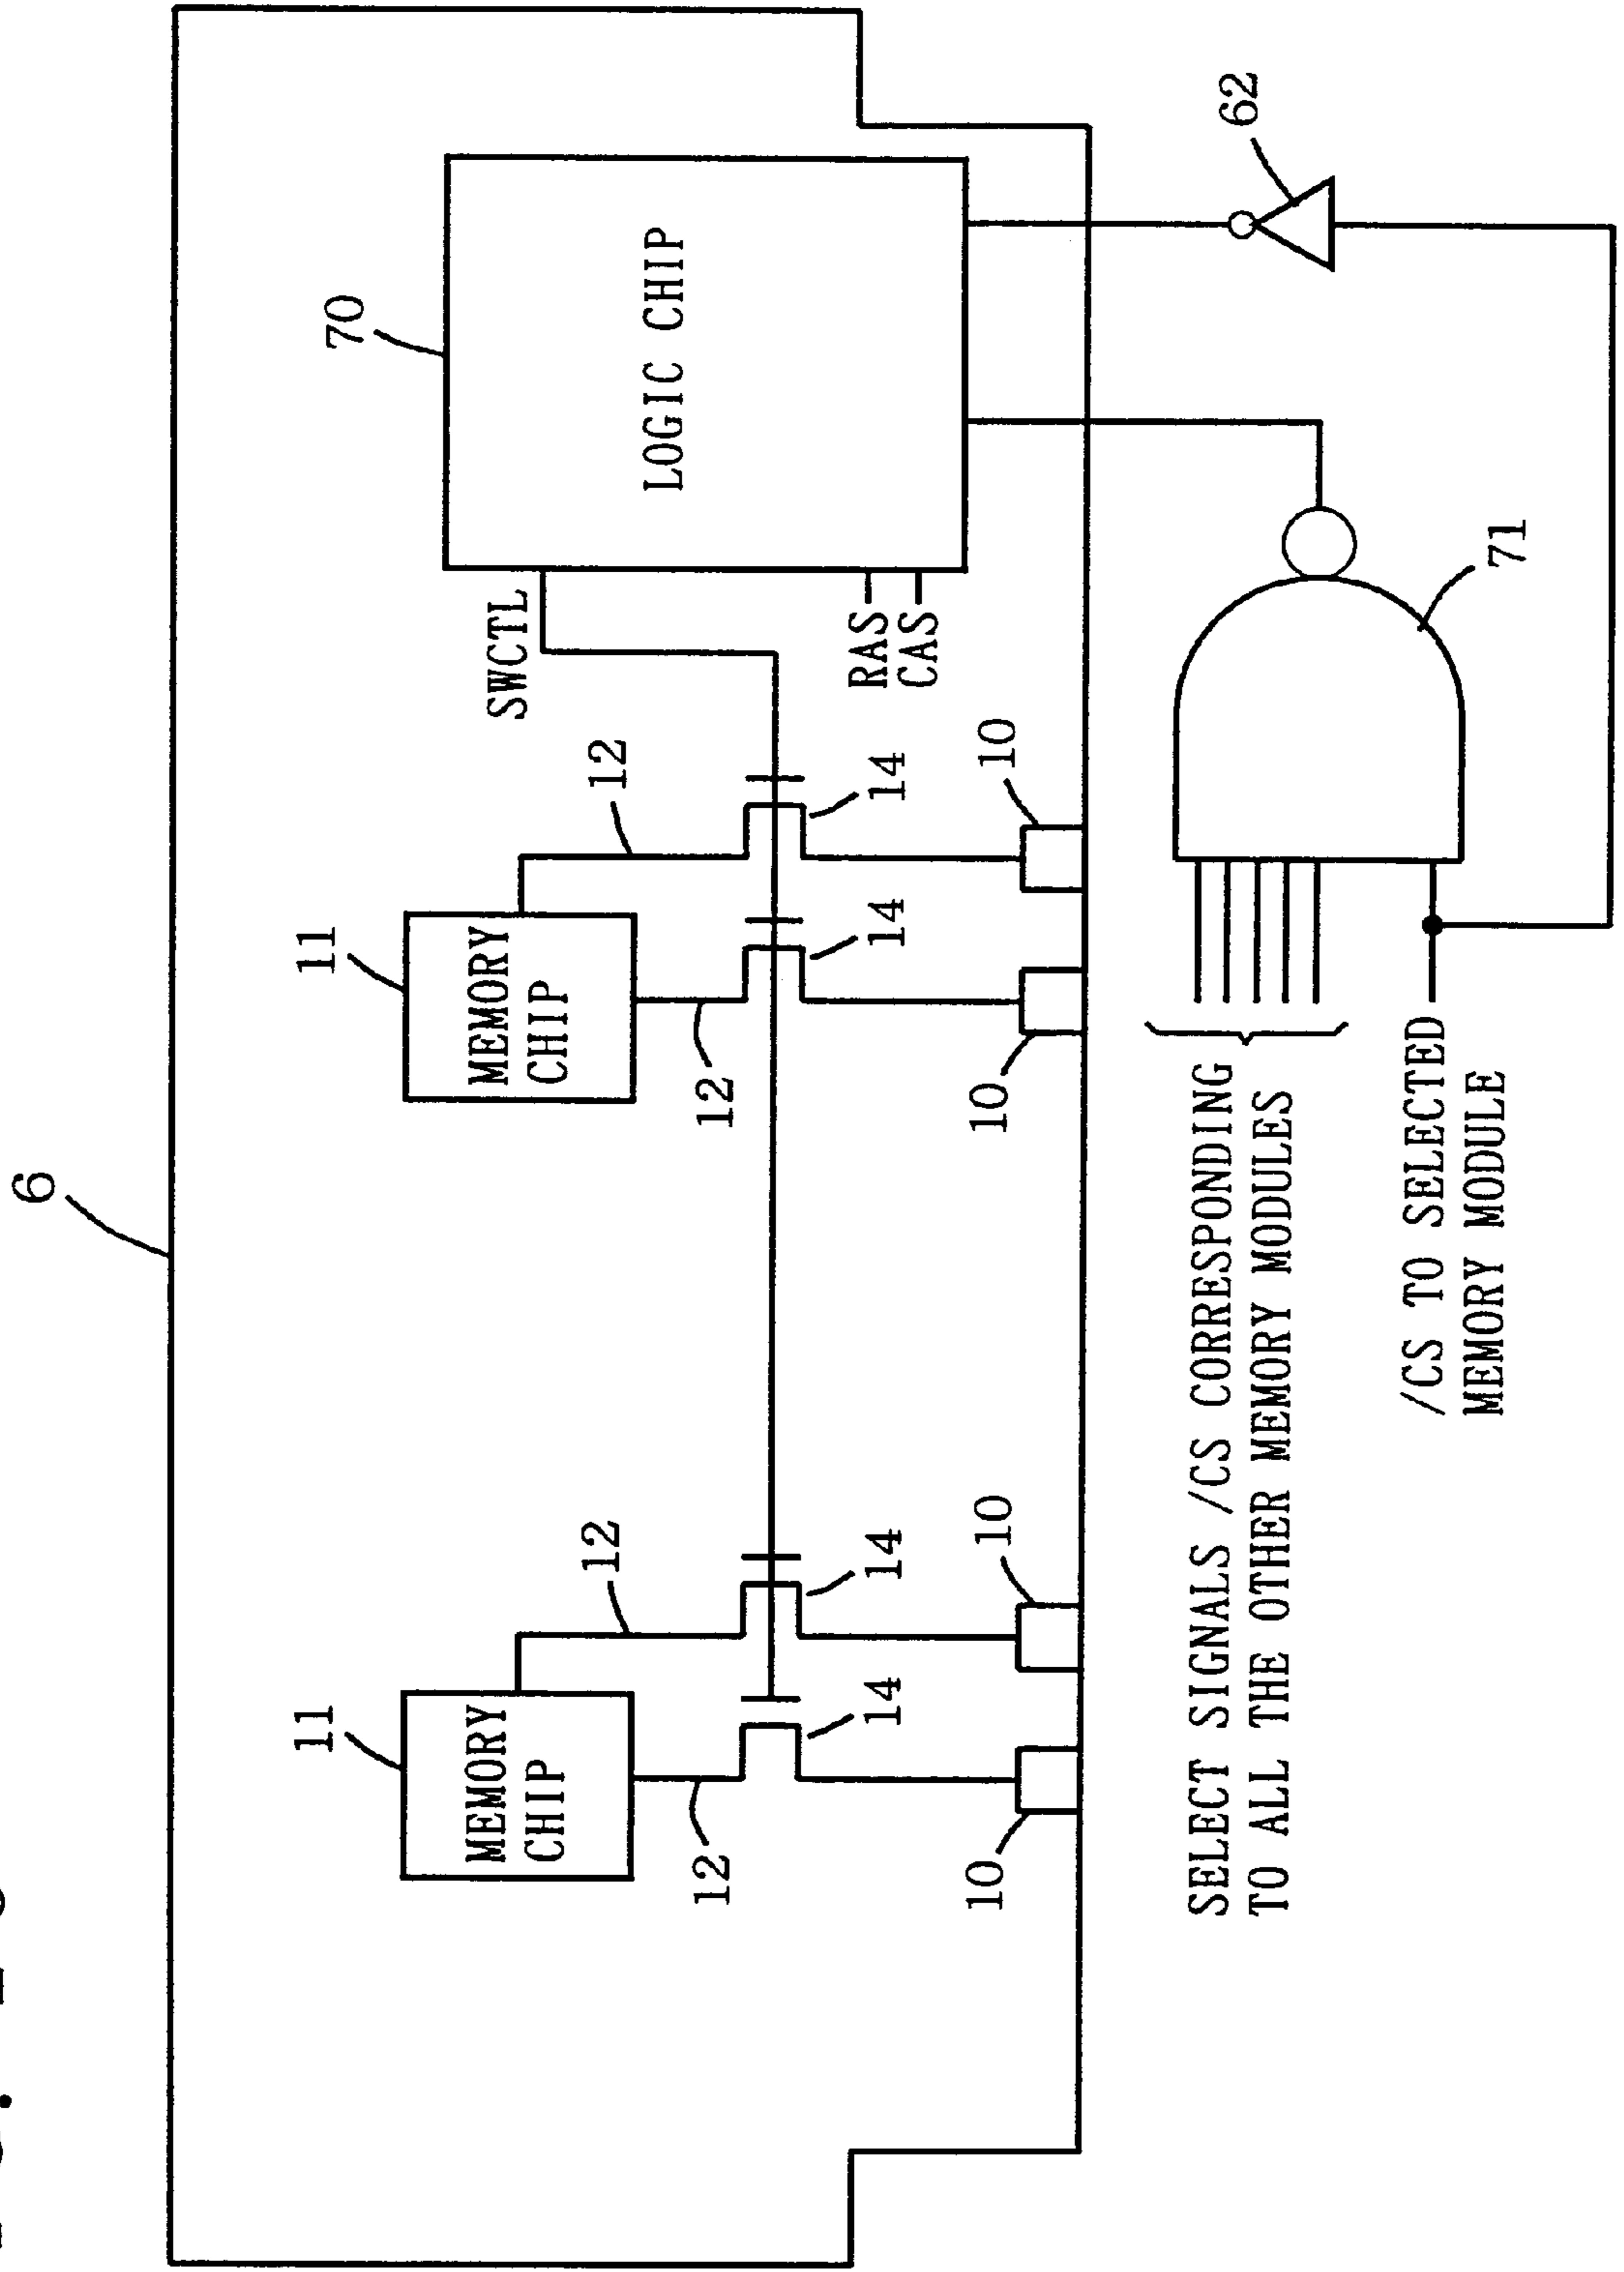 6
11
MEMORY
CHIP
12
12
14
14
10
10
11
MEMORY
CHIP
12
12
14
14
10
10
70
LOGIC CHIP
SWCTL
RAS
CAS
SELECT SIGNALS /CS CORRESPONDING
TO ALL THE OTHER MEMORY MODULES
/CS TO SELECTED
MEMORY MODULE
71
62